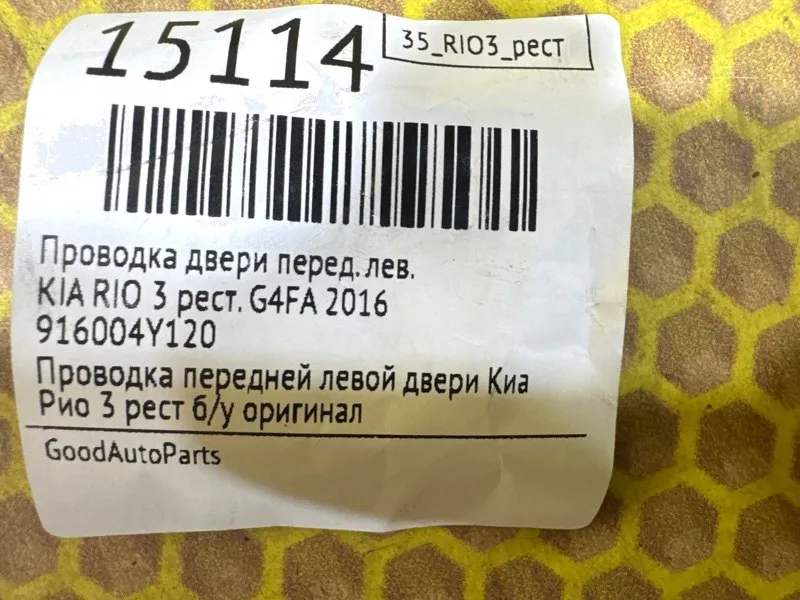 15114
35_RIO3_рест
Проводка двери перед. лев.
KIA RIO 3 рест. G4FA 2016
916004Y120
Проводка передней левой двери Киа
Рио 3 рест б/у оригинал
GoodAutoParts